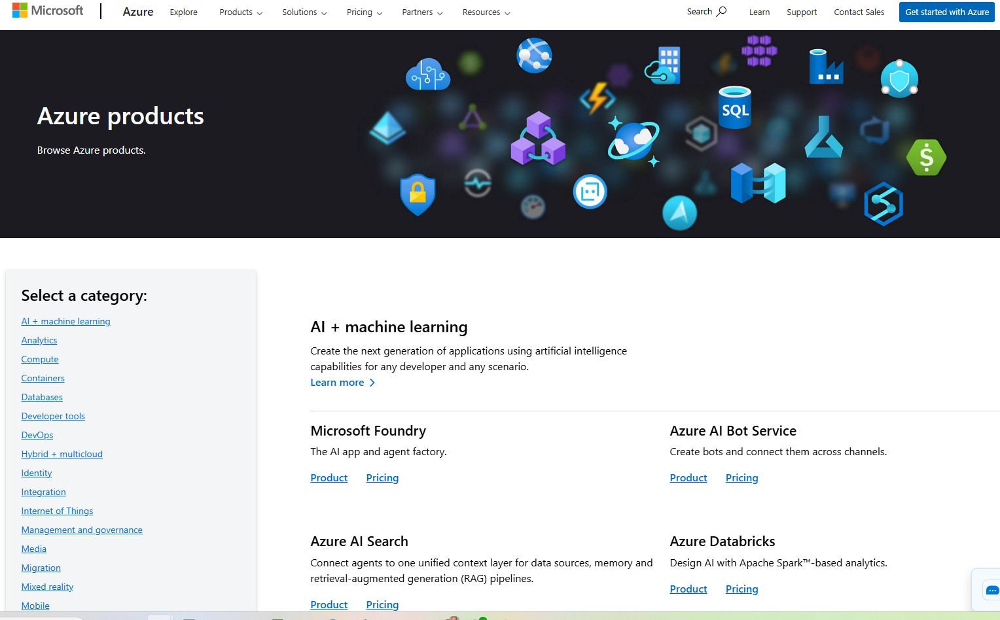 Microsoft
Azure
Explore
Products
Solutions
Pricing
Partners
Resources
Search
Learn
Support
Contact Sales
Get started with Azure
Azure products
Browse Azure products.
SQL
$
Select a category:
AI + machine learning
Analytics
Compute
Containers
Databases
Developer tools
DevOps
Hybrid + multicloud
Identity
Integration
Internet of Things
Management and governance
Media
Migration
Mixed reality
Mobile
AI + machine learning
Create the next generation of applications using artificial intelligence
capabilities for any developer and any scenario.
Learn more
Microsoft Foundry
The AI app and agent factory.
Product
Pricing
Azure AI Bot Service
Create bots and connect them across channels.
Product
Pricing
Azure AI Search
Connect agents to one unified context layer for data sources, memory and
retrieval-augmented generation (RAG) pipelines.
Product
Pricing
Azure Databricks
Design AI with Apache Spark™-based analytics.
Product
Pricing